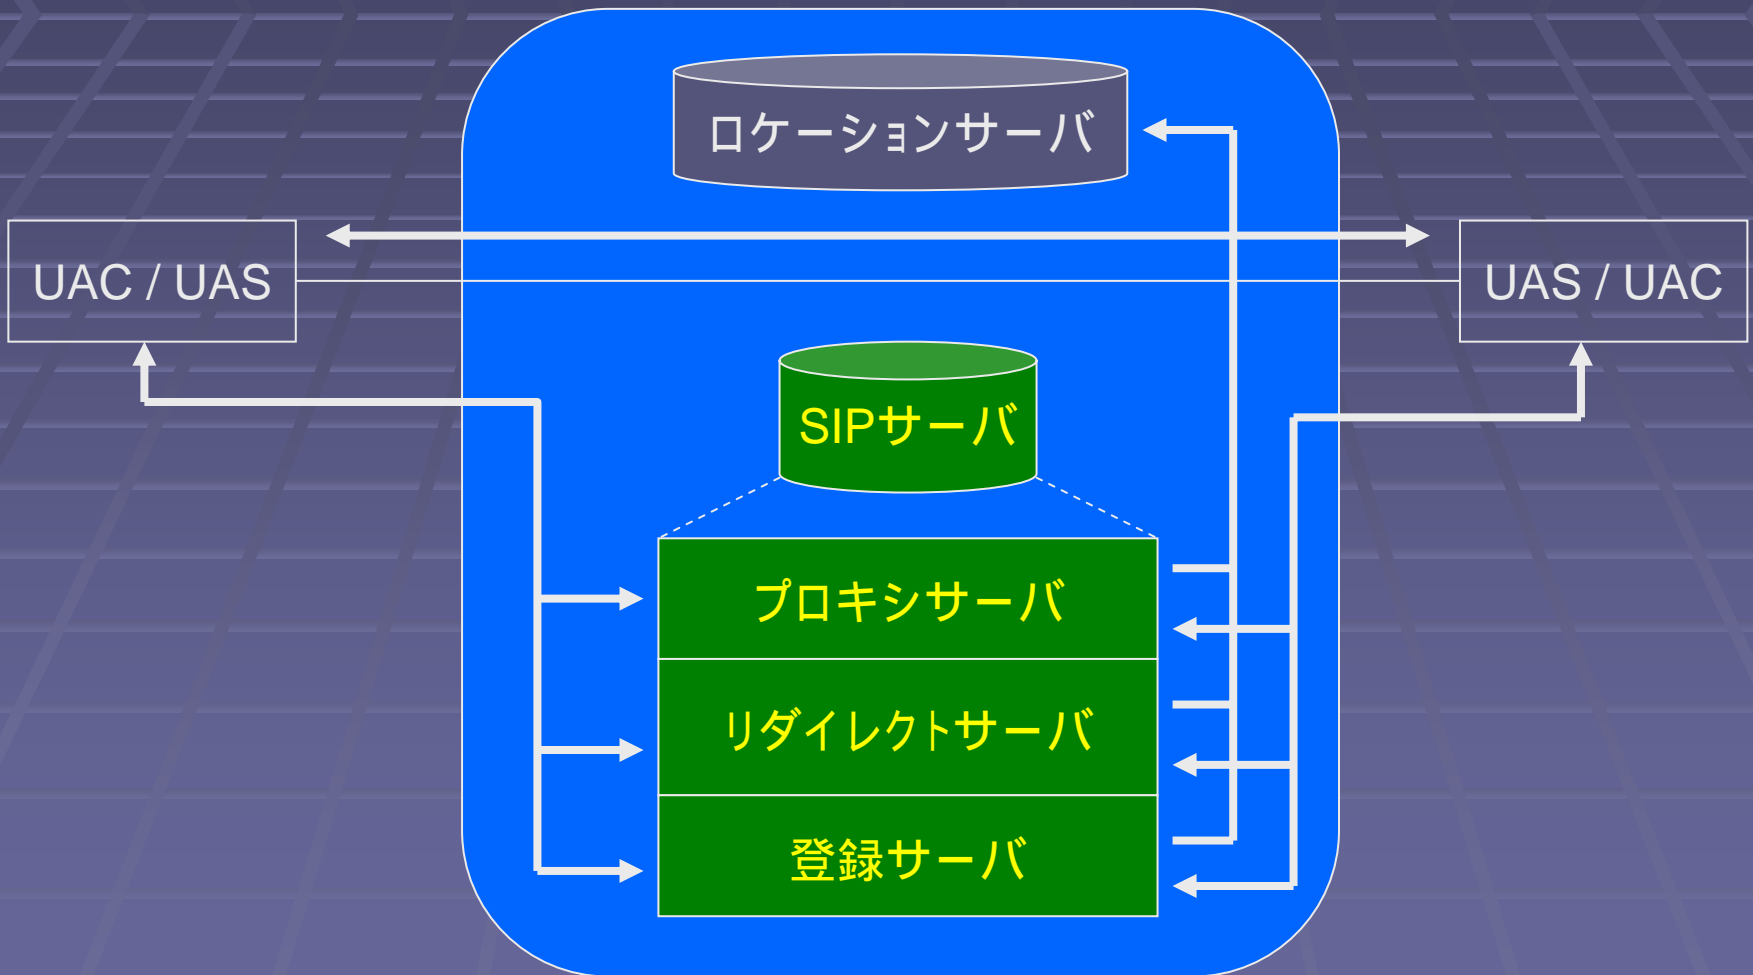 ロケーションサーバ
UAC / UAS
UAS / UAC
SIPサーバ
プロキシサーバ
リダイレクトサーバ
登録サーバ